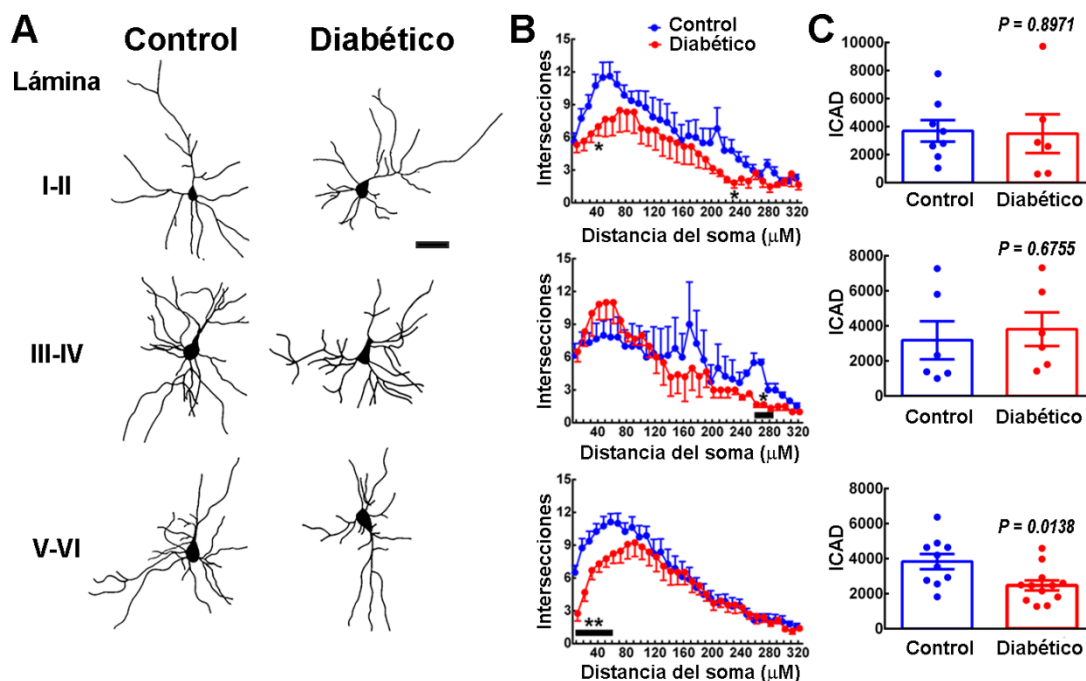 A
Control
Diabético
Lámina
I-II
III-IV
V-VI
B
Control
Diabético
15
12
9
6
3
0
Intersecciones
*
*
40 80 120 160 200 240 280 320
Distancia del soma (μM)
15
12
9
6
3
0
Intersecciones
*
40 80 120 160 200 240 280 320
Distancia del soma (μM)
15
12
9
6
3
0
Intersecciones
**
40 80 120 160 200 240 280 320
Distancia del soma (μM)
C
P = 0.8971
10000
8000
6000
4000
2000
0
ICAD
Control Diabético
P = 0.6755
8000
6000
4000
2000
0
ICAD
Control Diabético
P = 0.0138
8000
6000
4000
2000
0
ICAD
Control Diabético